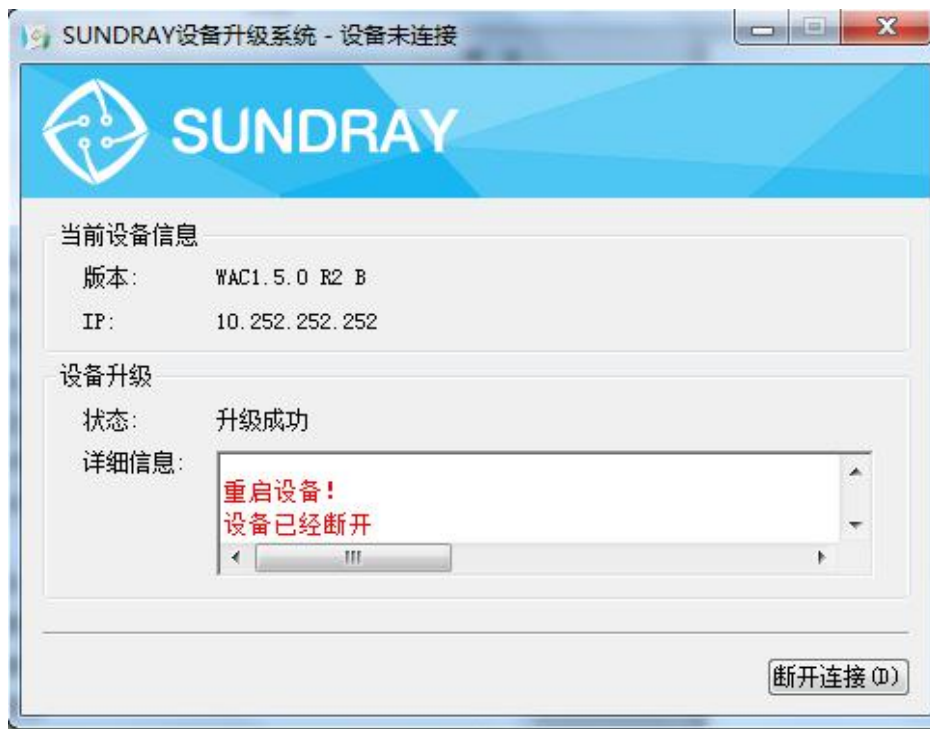 SUNDRAY设备升级系统 - 设备未连接
SUNDRAY
当前设备信息
版本: WAC1.5.0 R2 B
IP: 10.252.252.252
设备升级
状态: 升级成功
详细信息:
重启设备!
设备已经断开
断开连接(D)